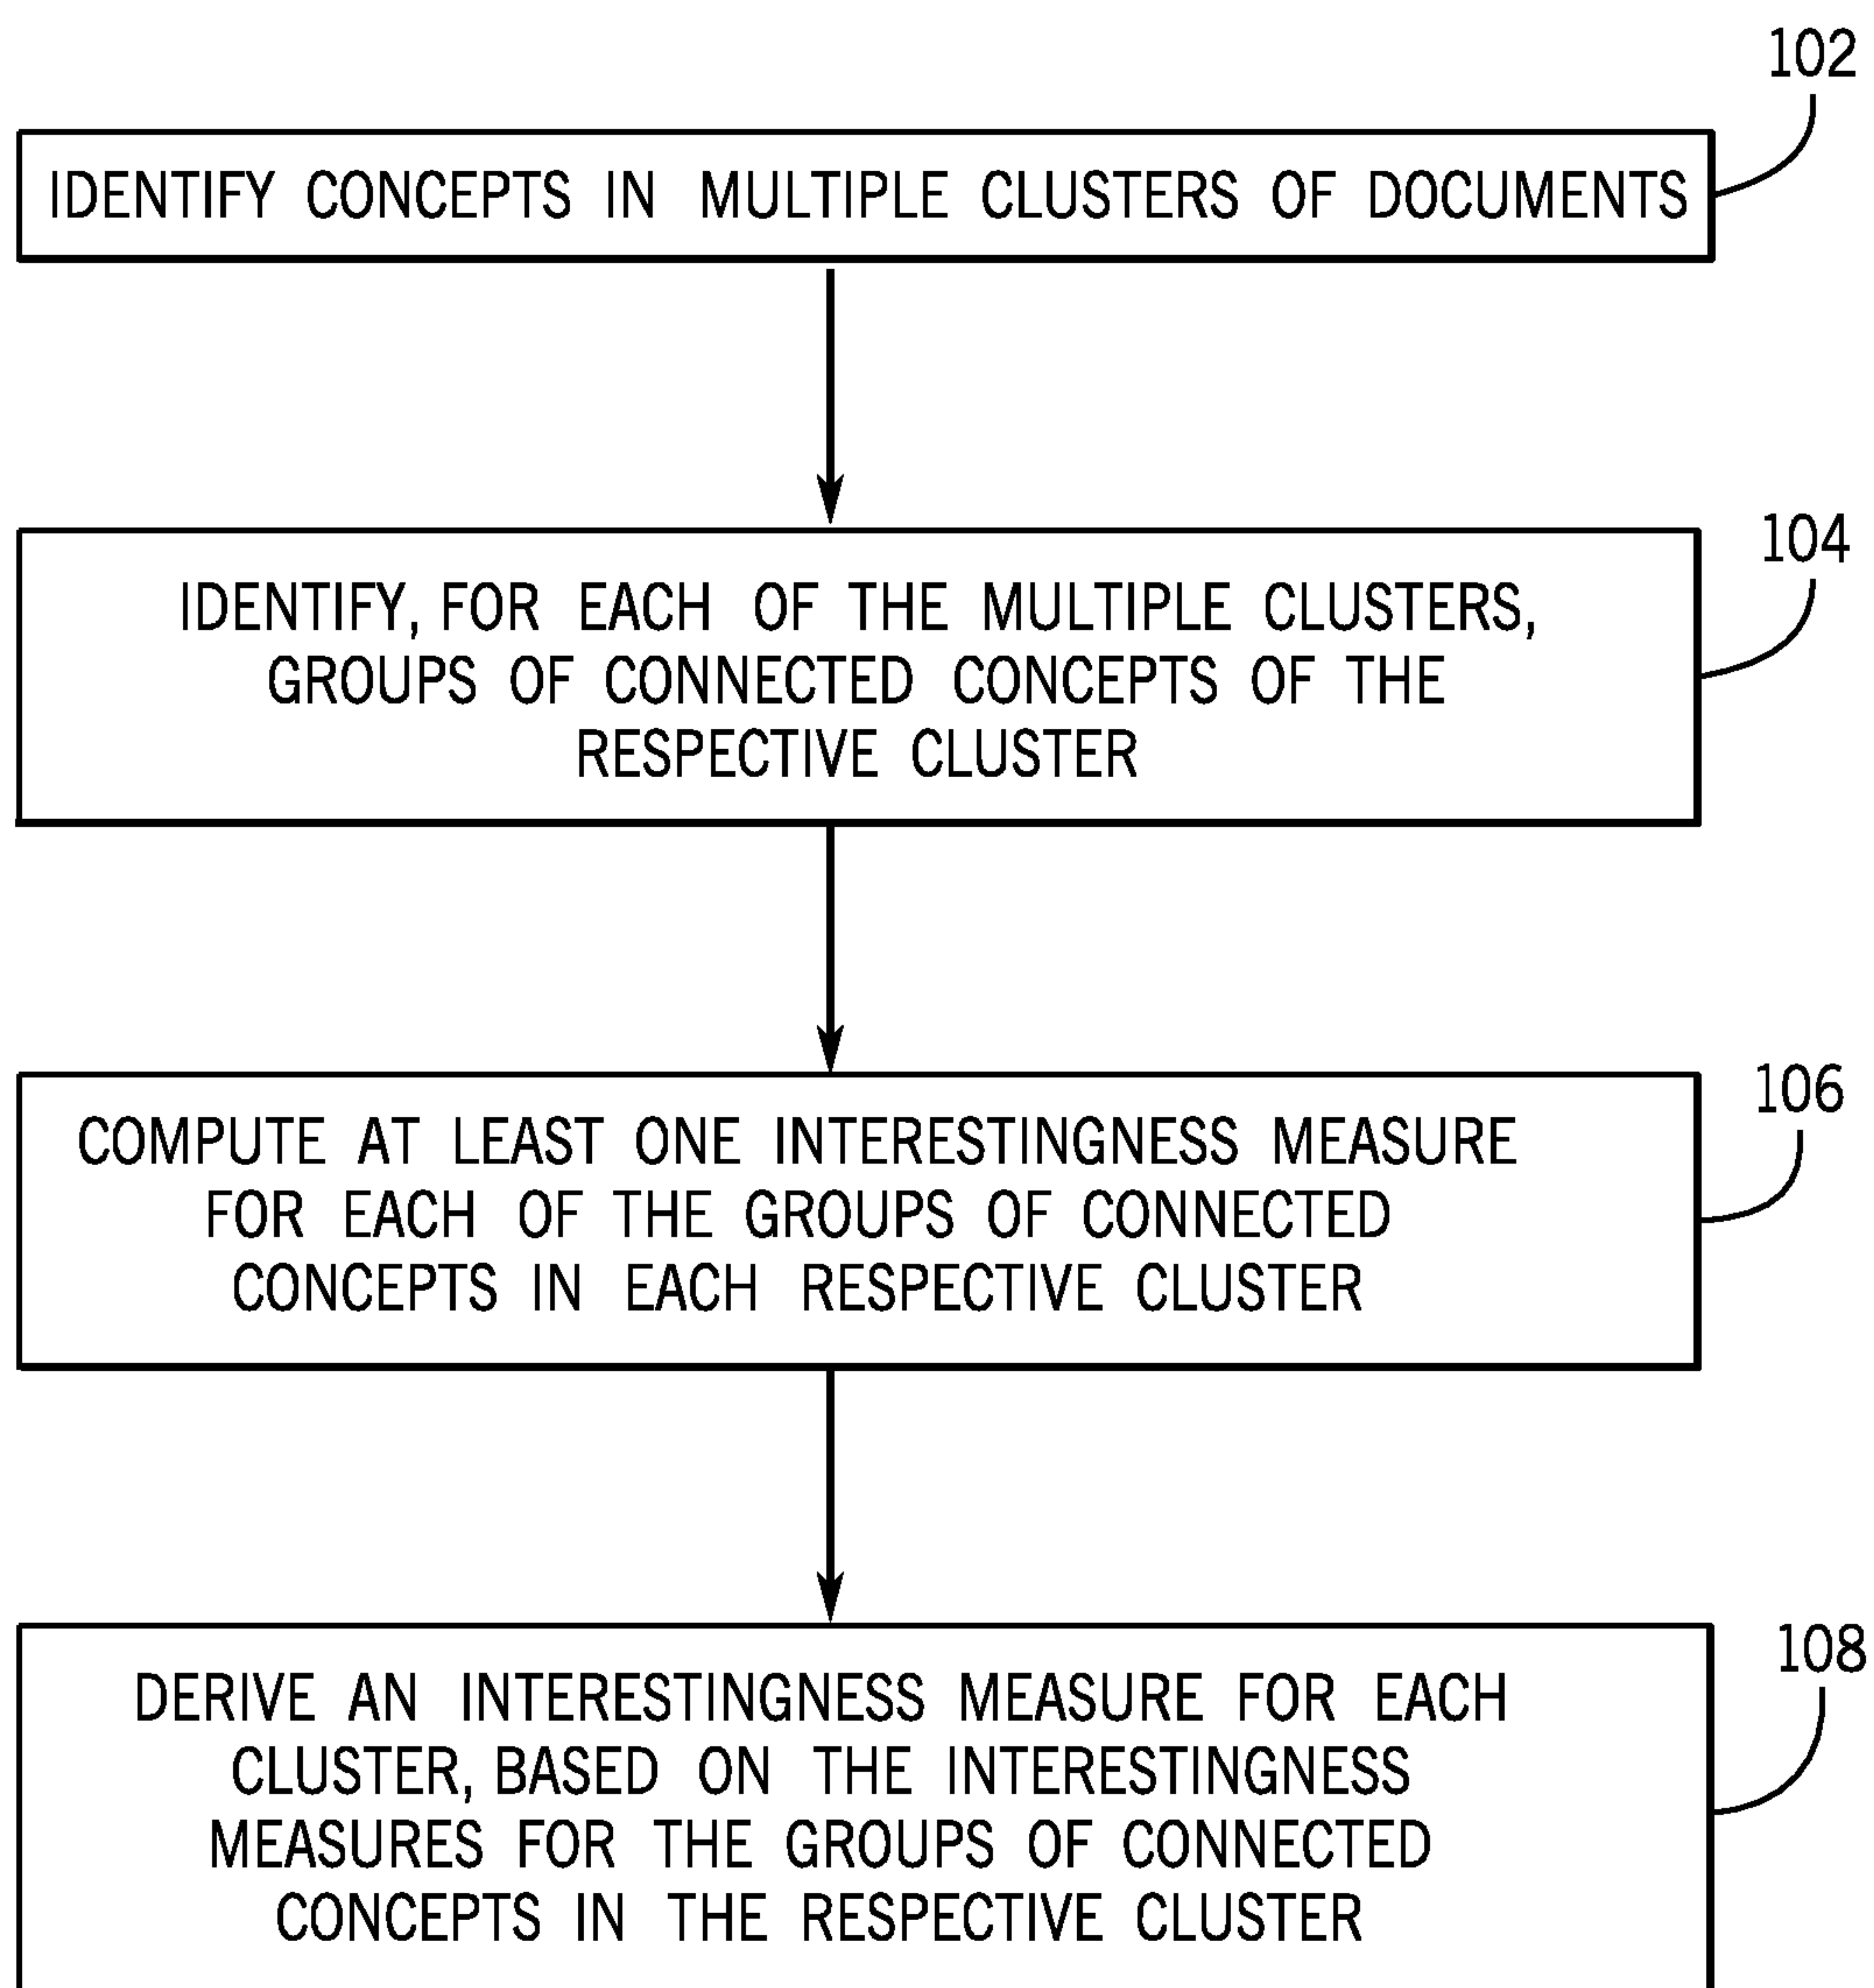 102
IDENTIFY CONCEPTS IN MULTIPLE CLUSTERS OF DOCUMENTS
104
IDENTIFY, FOR EACH OF THE MULTIPLE CLUSTERS,
GROUPS OF CONNECTED CONCEPTS OF THE
RESPECTIVE CLUSTER
106
COMPUTE AT LEAST ONE INTERESTINGNESS MEASURE
FOR EACH OF THE GROUPS OF CONNECTED
CONCEPTS IN EACH RESPECTIVE CLUSTER
108
DERIVE AN INTERESTINGNESS MEASURE FOR EACH
CLUSTER, BASED ON THE INTERESTINGNESS
MEASURES FOR THE GROUPS OF CONNECTED
CONCEPTS IN THE RESPECTIVE CLUSTER